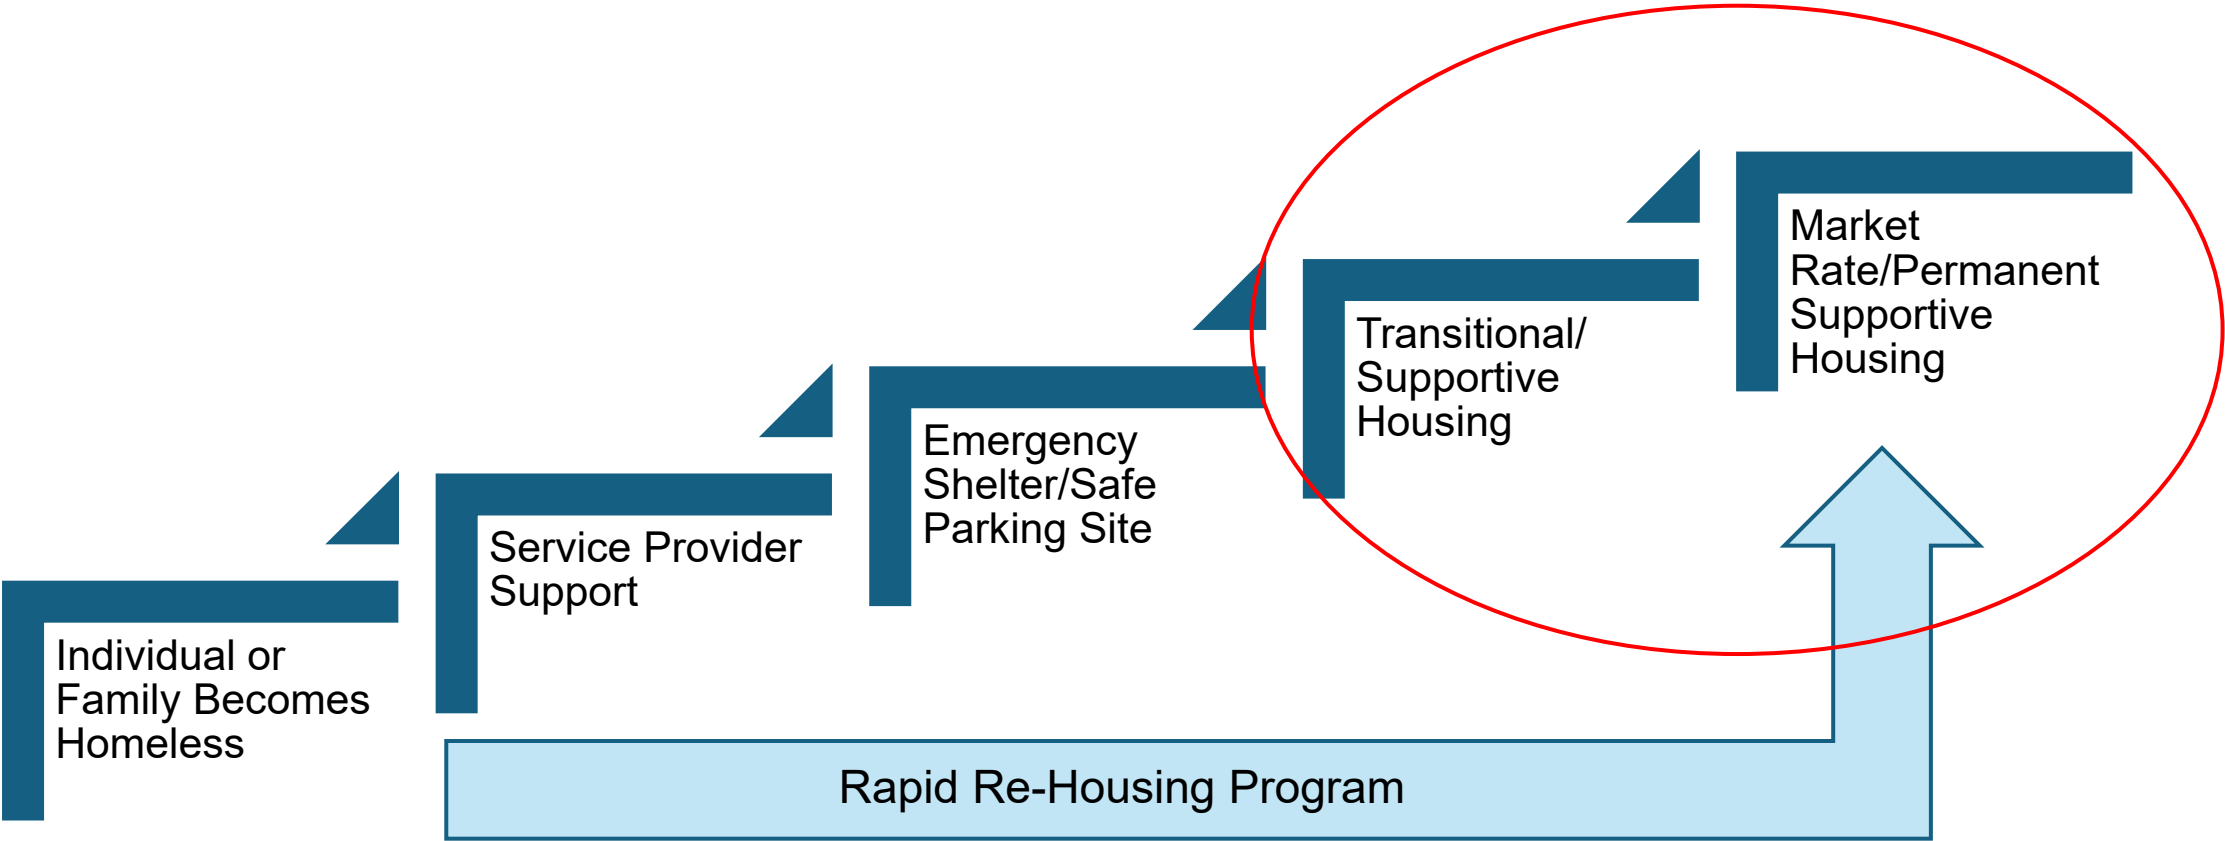 Individual or
Family Becomes
Homeless
Service Provider
Support
Emergency
Shelter/Safe
Parking Site
Transitional/
Supportive
Housing
Market
Rate/Permanent
Supportive
Housing
Rapid Re-Housing Program